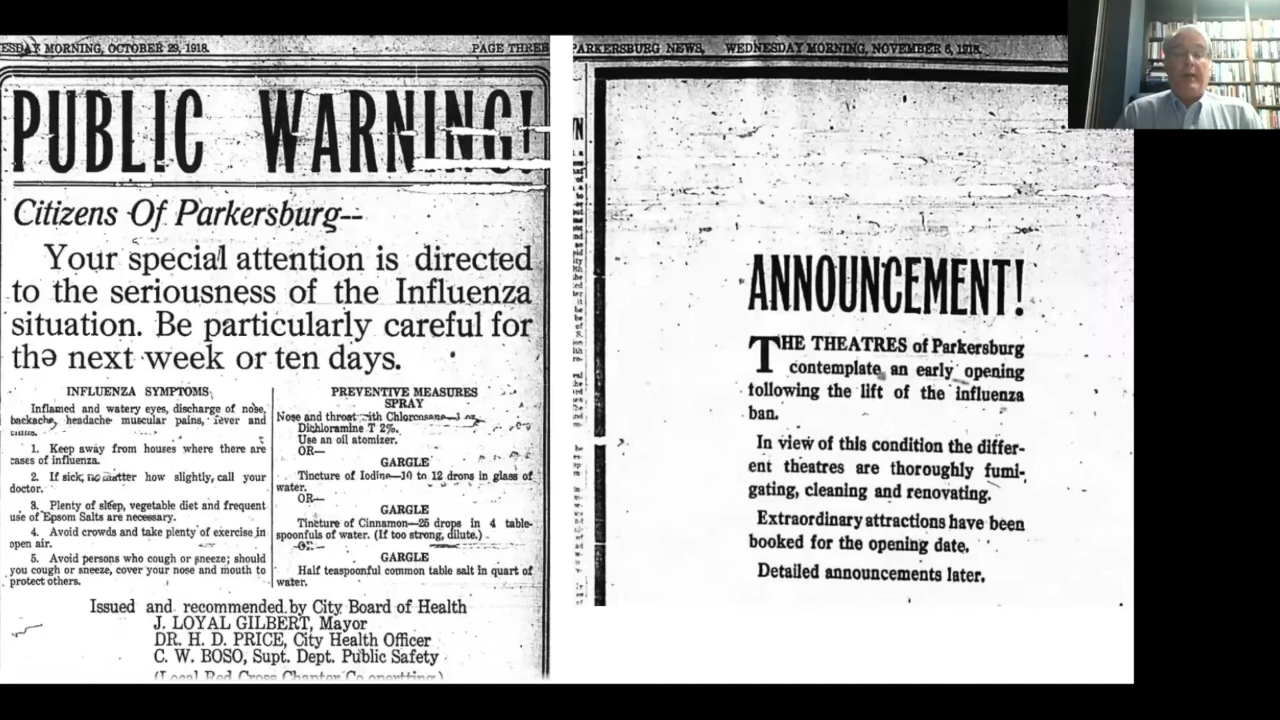 ESDAY MORNING, OCTOBER 29, 1918.
PAGE THREE
PUBLIC WARNING!
Citizens Of Parkersburg--
Your special attention is directed
to the seriousness of the Influenza
situation. Be particularly careful for
the next week or ten days.
INFLUENZA SYMPTOMS
Inflamed and watery eyes, discharge of nose,
backache, headache muscular pains, fever and
1. Keep away from houses where there are
cases of influenza.
2. If sick, no matter how slightly, call your
doctor.
3. Plenty of sleep, vegetable diet and frequent
use of Epsom Salts are necessary.
4. Avoid crowds and take plenty of exercise in
open air.
5. Avoid persons who cough or sneeze; should
you cough or sneeze, cover your nose and mouth to
protect others.
PREVENTIVE MEASURES
SPRAY
Nose and throat with
Dichloramine T 2%.
Use an oil atomizer.
OR—
GARGLE
Tincture of Iodine—10 to 12 drops in glass of
water.
OR—
GARGLE
Tincture of Cinnamon—25 drops in 4 table-
spoonfuls of water. (If too strong, dilute.)
—OR—
GARGLE
Half teaspoonful common table salt in quart of
water.
Issued and recommended by City Board of Health
J. LOYAL GILBERT, Mayor
DR. H. D. PRICE, City Health Officer
C. W. BOSO, Supt. Dept. Public Safety
(Local Red Cross Chapter
PARKERSBURG NEWS, WEDNESDAY MORNING, NOVEMBER 6, 1918.
ANNOUNCEMENT!
THE THEATRES of Parkersburg
contemplate an early opening
following the lift of the influenza
ban.
In view of this condition the differ-
ent theatres are thoroughly fumi-
gating, cleaning and renovating.
Extraordinary attractions have been
booked for the opening date.
Detailed announcements later.